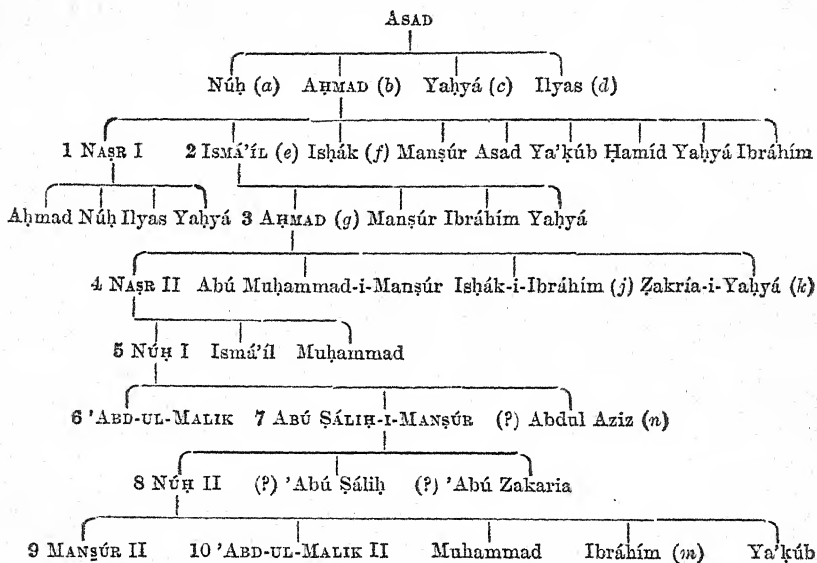 ASAD
Núḥ (a) AḤMAD (b) Yaḥyá (c) Ilyas (d)
1 NAṢR I 2 ISMÁ’ÍL (e) Isḥáḳ (f) Manṣúr Asad Ya’ḳúb Ḥamíd Yaḥyá Ibráhím
Aḥmad Núḥ Ilyas Yaḥyá 3 AḤMAD (g) Manṣúr Ibráhím Yaḥyá
4 NAṢR II Abú Muḥammad-i-Manṣúr Isḥák-i-Ibráhím (j) Ẓakría-i-Yaḥyá (k)
5 NÚḤ I Ismá’íl Muḥammad
6 ’ABD-UL-MALIK 7 ABÚ ṢÁLIḤ-I-MANṢÚR (?) Abdul Aziz (n)
8 NÚḤ II (?) ’Abú Ṣáliḥ (?) ’Abú Zakaria
9 MANṢÚR II 10 ’ABD-UL-MALIK II Muhammad Ibráhím (m) Ya’ḳúb